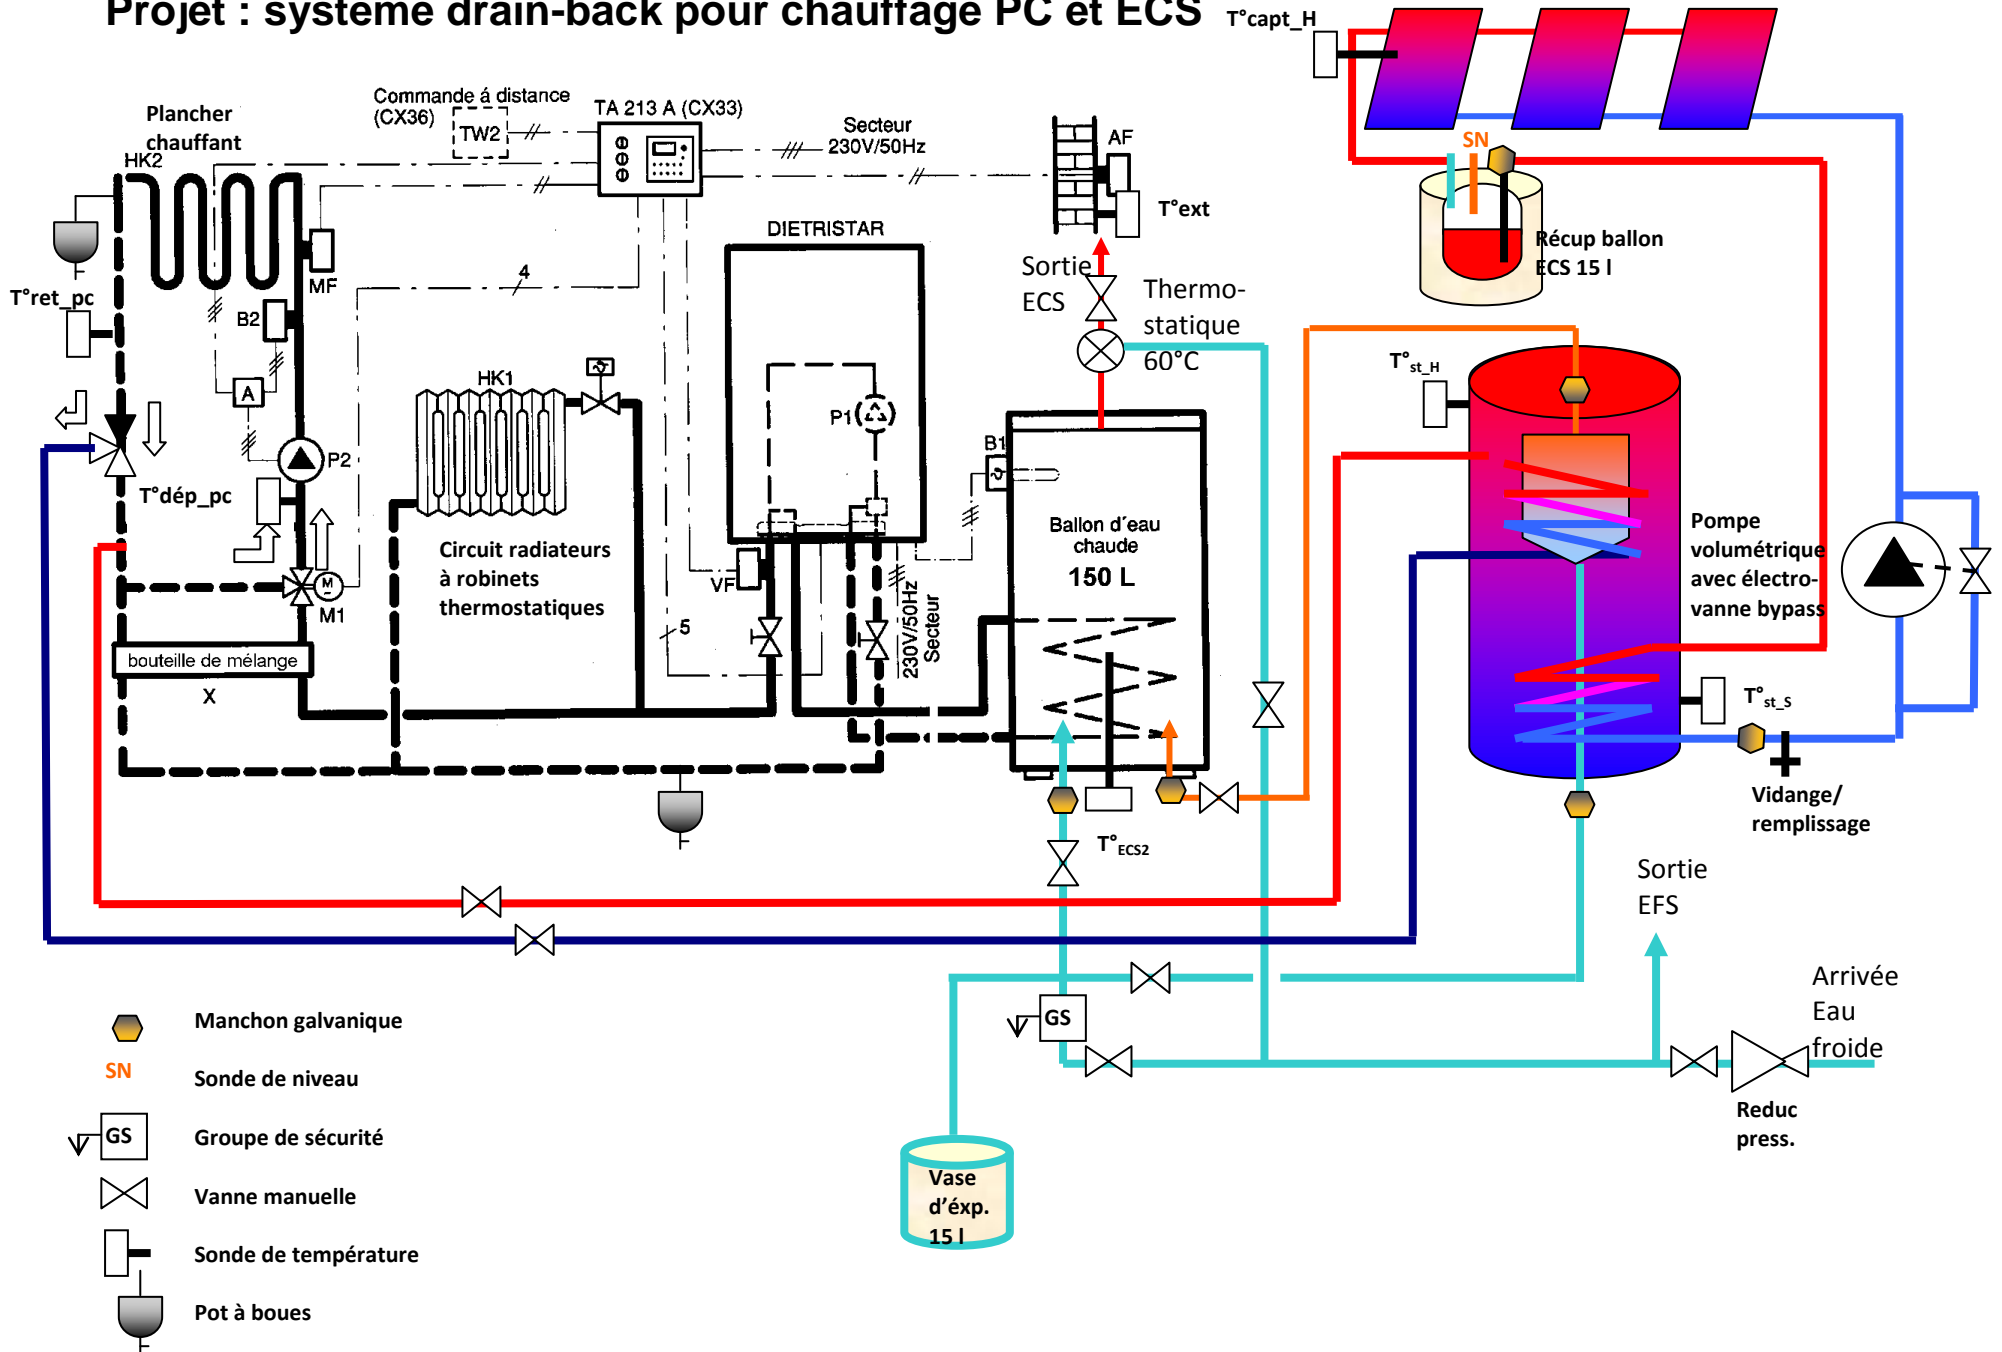 Projet : système drain-back pour chauffage PC et ECS
T°capt_H
Plancher
chauffant
HK2
Commande á distance
(CX36)
TW2
TA 213 A (CX33)
Secteur
230V/50Hz
AF
T°ext
SN
Récup ballon
ECS 15 l
DIETRISTAR
MF
4
T°ret_pc
B2
A
P2
T°dép_pc
M
~
M1
bouteille de mélange
X
HK1
Circuit radiateurs
à robinets
thermostatiques
P1
VF
5
230V/50Hz
Secteur
B1
Sortie
ECS
Thermo-
statique
60°C
Ballon d'eau
chaude
150 L
T°st_H
Pompe
volumétrique
avec électro-
vanne bypass
T°st_S
Vidange/
remplissage
T°ECS2
Sortie
EFS
Arrivée
Eau
froide
GS
Reduc
press.
Vase
d'éxp.
15 l
Manchon galvanique
SN
Sonde de niveau
GS
Groupe de sécurité
Vanne manuelle
Sonde de température
Pot à boues